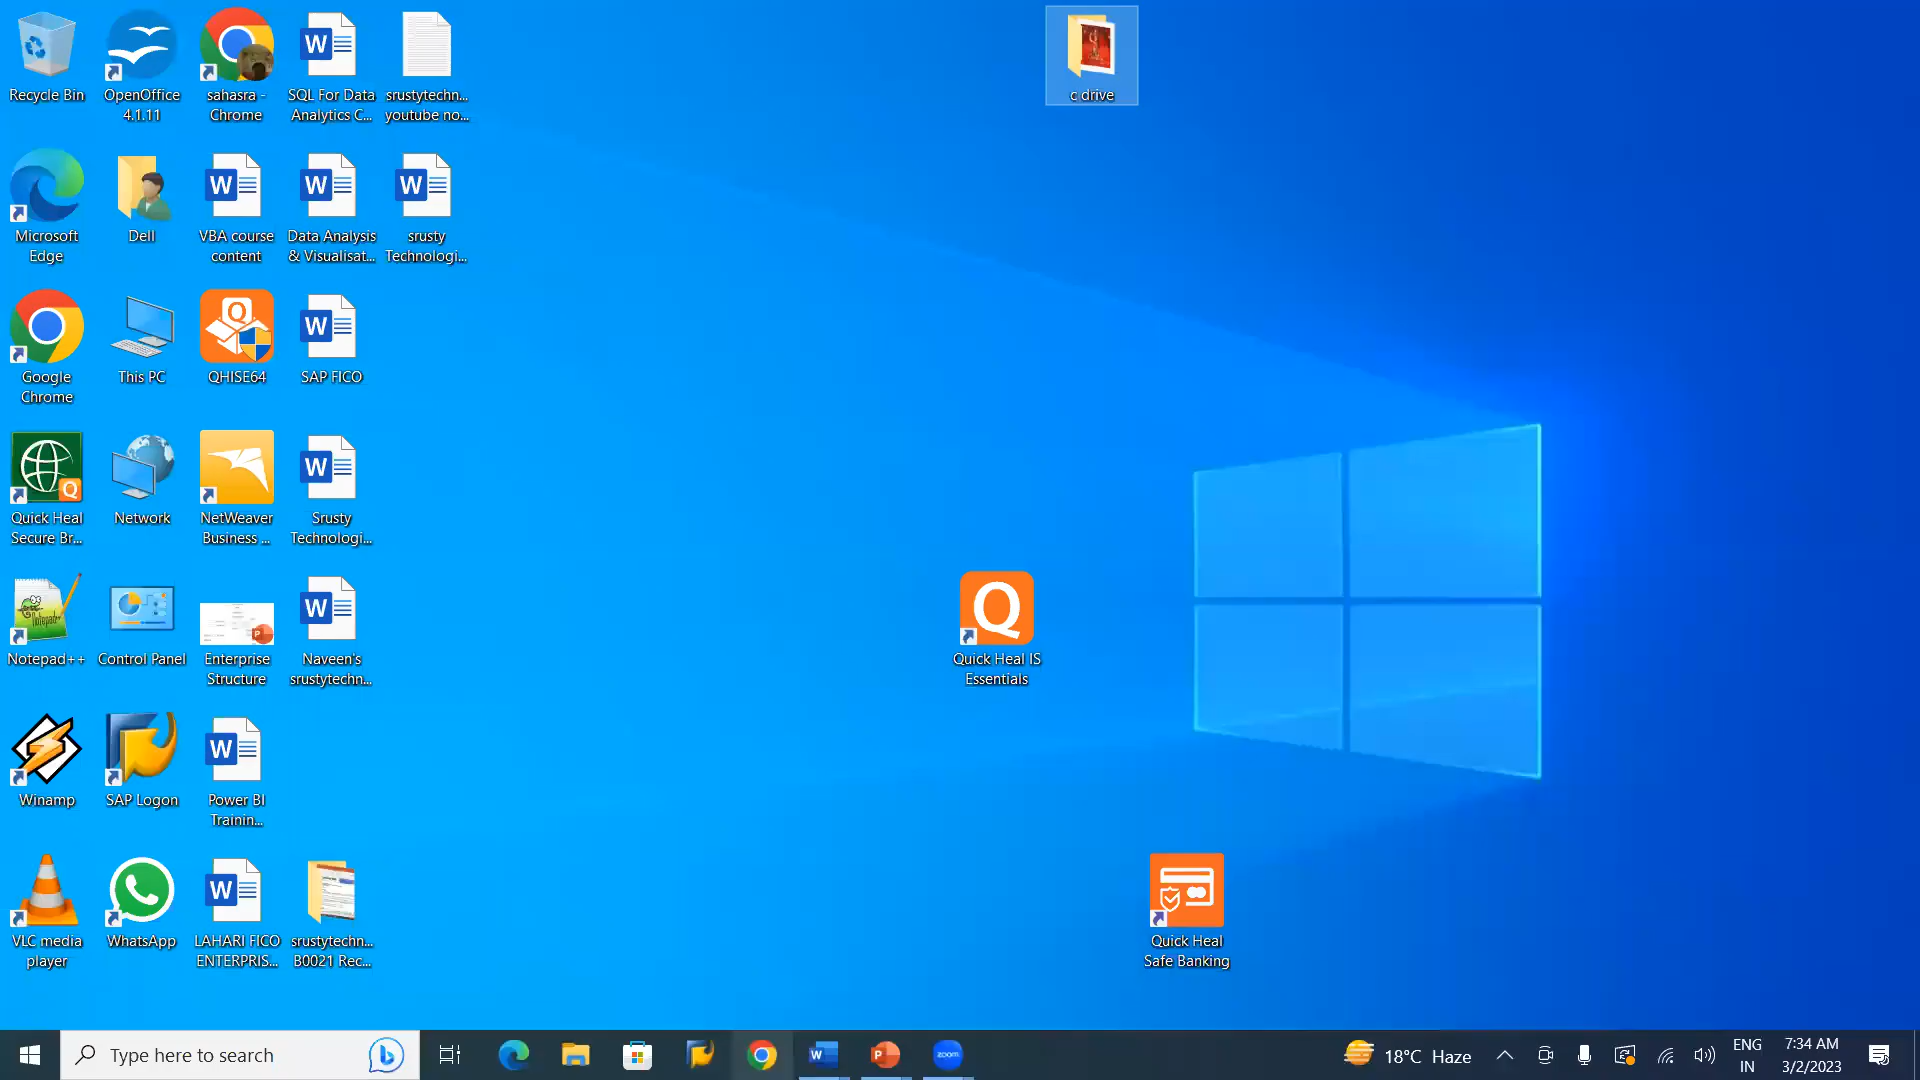 Recycle Bin
OpenOffice
4.1.11
sahasra -
Chrome
SQL For Data
Analytics C...
srustytechn...
youtube no...
c drive
Microsoft
Edge
Dell
VBA course
content
Data Analysis
& Visualisat...
srusty
Technologi...
Google
Chrome
This PC
QHISE64
SAP FICO
Quick Heal
Secure Br...
Network
NetWeaver
Business ...
Srusty
Technologi...
Notepad++
Control Panel
Enterprise
Structure
Naveen's
srustytechn...
Quick Heal IS
Essentials
Winamp
SAP Logon
Power BI
Trainin...
VLC media
player
WhatsApp
LAHARI FICO
ENTERPRIS...
srustytechn...
B0021 Rec...
Quick Heal
Safe Banking
Type here to search
zoom
18°C Haze
ENG
IN
7:34 AM
3/2/2023